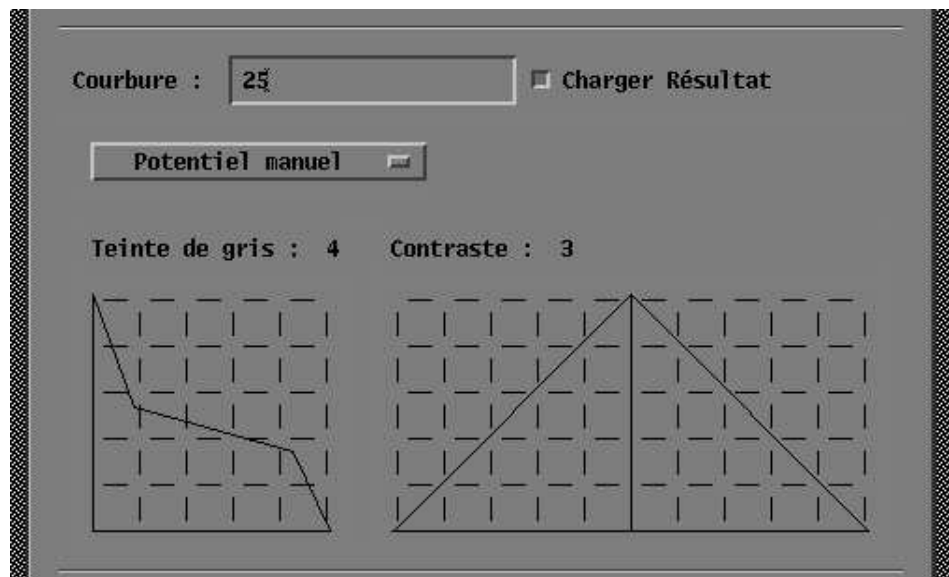 Courbure : 25 Charger Résultat
Potentiel manuel
Teinte de gris : 4 Contraste : 3